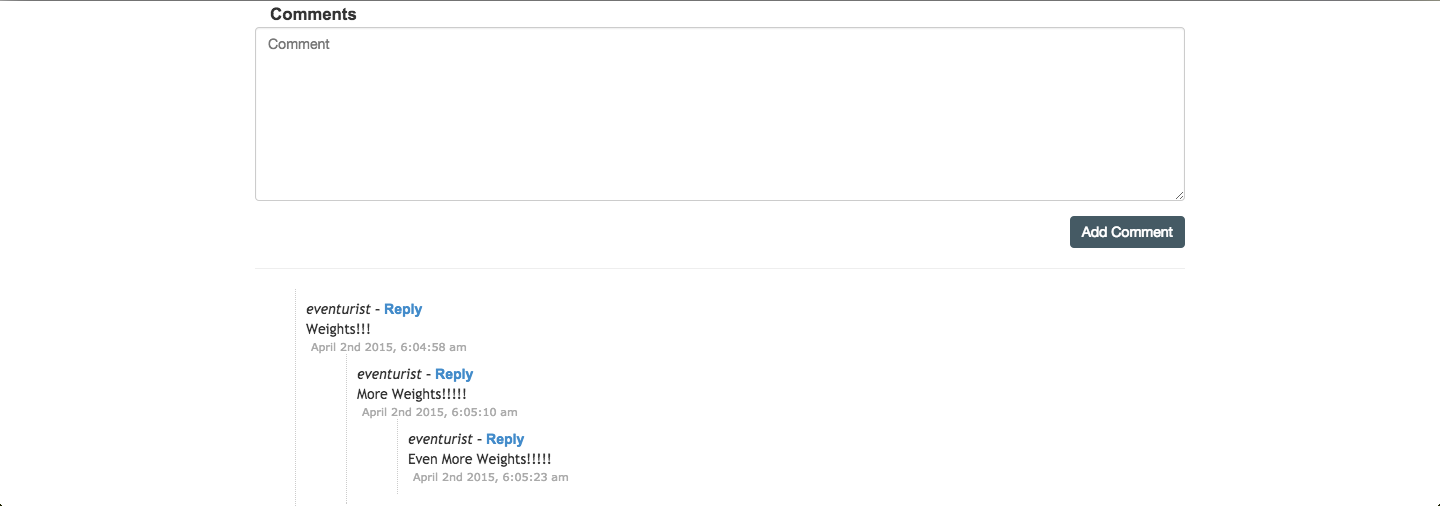 Comments
Comment
Add Comment
eventurist - Reply
Weights!!!
April 2nd 2015, 6:04:58 am
eventurist - Reply
More Weights!!!!!
April 2nd 2015, 6:05:10 am
eventurist - Reply
Even More Weights!!!!!
April 2nd 2015, 6:05:23 am